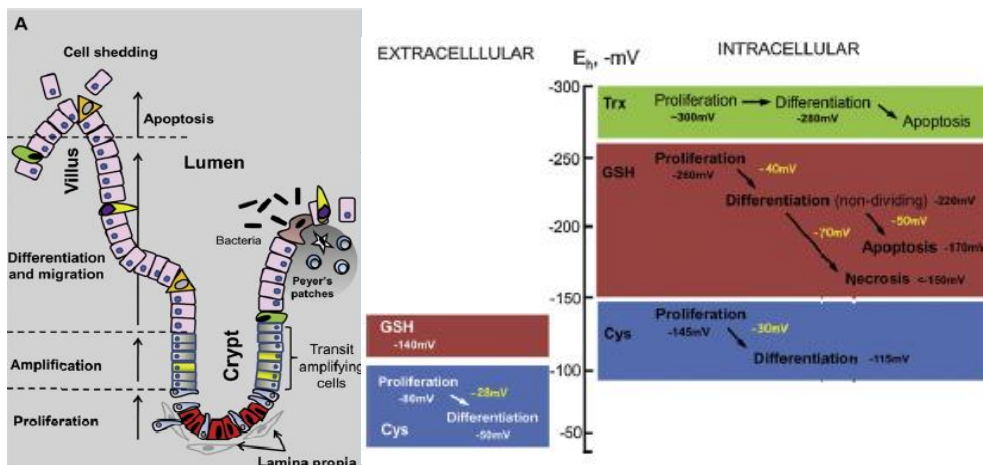 A
Cell shedding
Apoptosis
Villus
Lumen
Bacteria
Peyer's
patches
Differentiation
and migration
Amplification
Crypt
Transit
amplifying
cells
Proliferation
Lamina propia
EXTRACELLLULAR
Eh, -mV
INTRACELLULAR
-300
-250
-200
-150
-100
-50
Trx
Proliferation
~300mV
Differentiation
-280mV
Apoptosis
GSH
Proliferation
-260mV
-40mV
Differentiation (non-dividing) -220mV
-50mV
-70mV
Apoptosis -170mV
Necrosis <-150mV
Cys
Proliferation
-145mV
-30mV
Differentiation -115mV
GSH
-140mV
Proliferation
-80mV
-28mV
Differentiation
-50mV
Cys